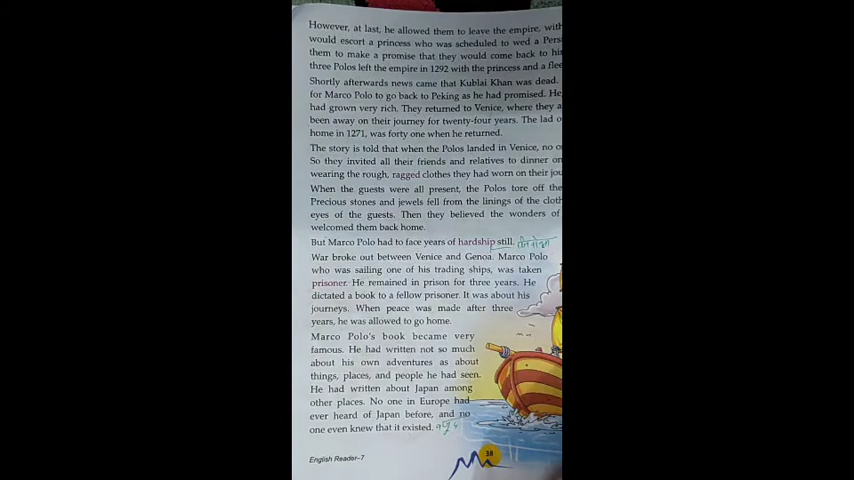 However, at last, he allowed them to leave the empire, with
would escort a princess who was scheduled to wed a Pers
them to make a promise that they would come back to hi
three Polos left the empire in 1292 with the princess and a flee
Shortly afterwards news came that Kublai Khan was dead.
for Marco Polo to go back to Peking as he had promised. He
had grown very rich. They returned to Venice, where they a
been away on their journey for twenty-four years. The lad o
home in 1271, was forty one when he returned.
The story is told that when the Polos landed in Venice, no o
So they invited all their friends and relatives to dinner on
wearing the rough, ragged clothes they had worn on their jou
When the guests were all present, the Polos tore off the
Precious stones and jewels fell from the linings of the cloth
eyes of the guests. Then they believed the wonders of
welcomed them back home.
But Marco Polo had to face years of hardship still.
War broke out between Venice and Genoa. Marco Polo
who was sailing one of his trading ships, was taken
prisoner. He remained in prison for three years. He
dictated a book to a fellow prisoner. It was about his
journeys. When peace was made after three
years, he was allowed to go home.
Marco Polo's book became very
famous. He had written not so much
about his own adventures as about
things, places, and people he had seen.
He had written about Japan among
other places. No one in Europe had
ever heard of Japan before, and no
one even knew that it existed.
38
English Reader-7